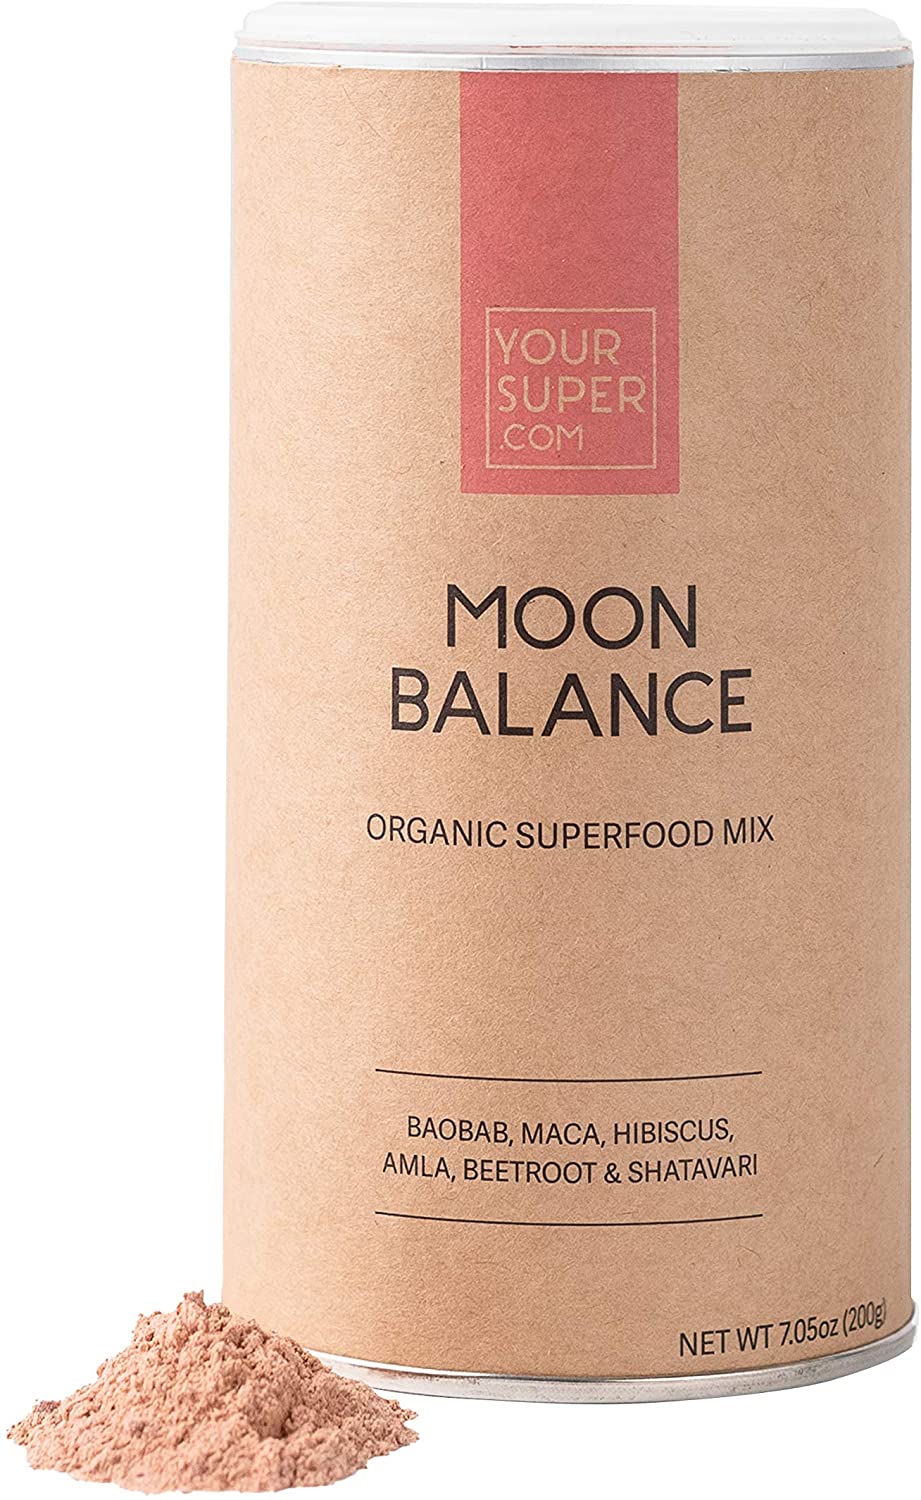 YOUR
SUPER
.COM
MOON
BALANCE
ORGANIC SUPERFOOD MIX
BAOBAB, MACA, HIBISCUS,
AMLA, BEETROOT & SHATAVARI
NET WT 7.05oz (200g)